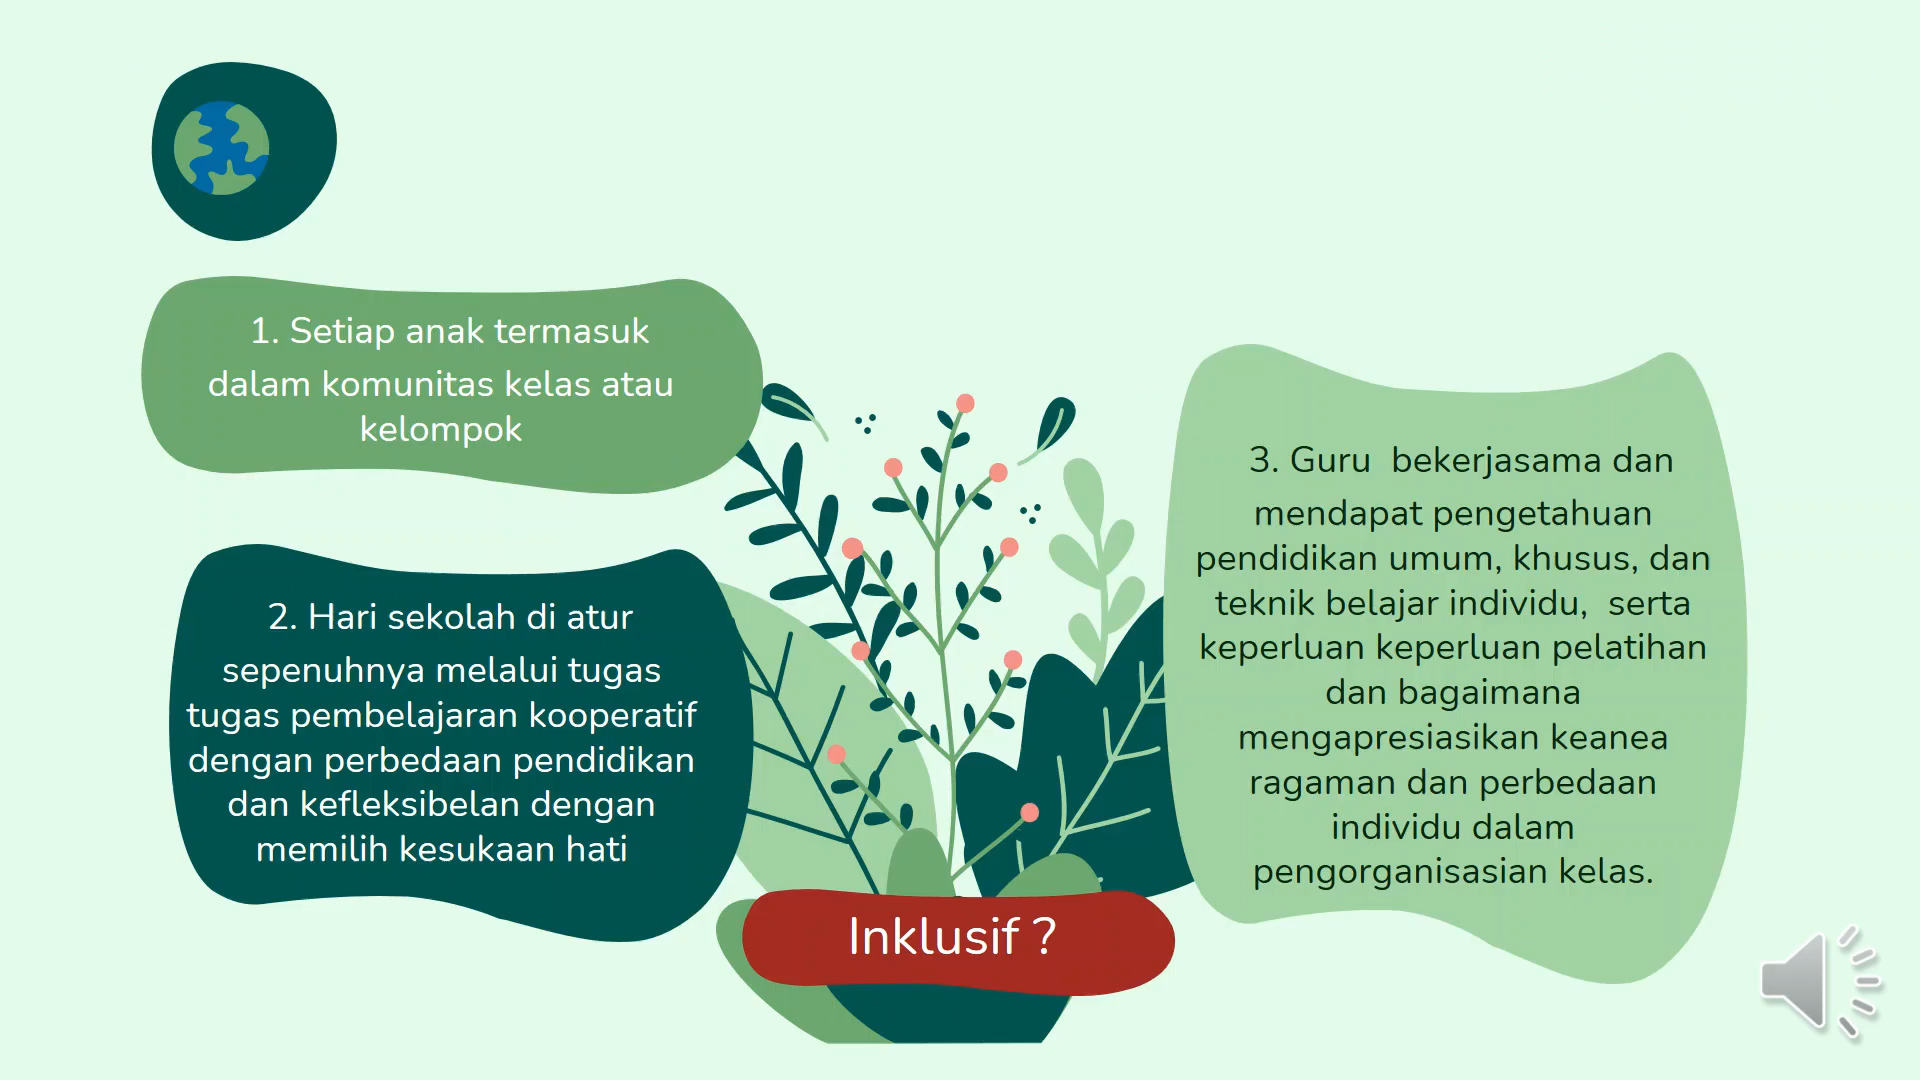 1. Setiap anak termasuk
dalam komunitas kelas atau
kelompok
2. Hari sekolah di atur
sepenuhnya melalui tugas
tugas pembelajaran kooperatif
dengan perbedaan pendidikan
dan kefleksibelan dengan
memilih kesukaan hati
3. Guru  bekerjasama dan
mendapat pengetahuan
pendidikan umum, khusus, dan
teknik belajar individu,  serta
keperluan keperluan pelatihan
dan bagaimana
mengapresiasikan keanea
ragaman dan perbedaan
individu dalam
pengorganisasian kelas.
Inklusif ?